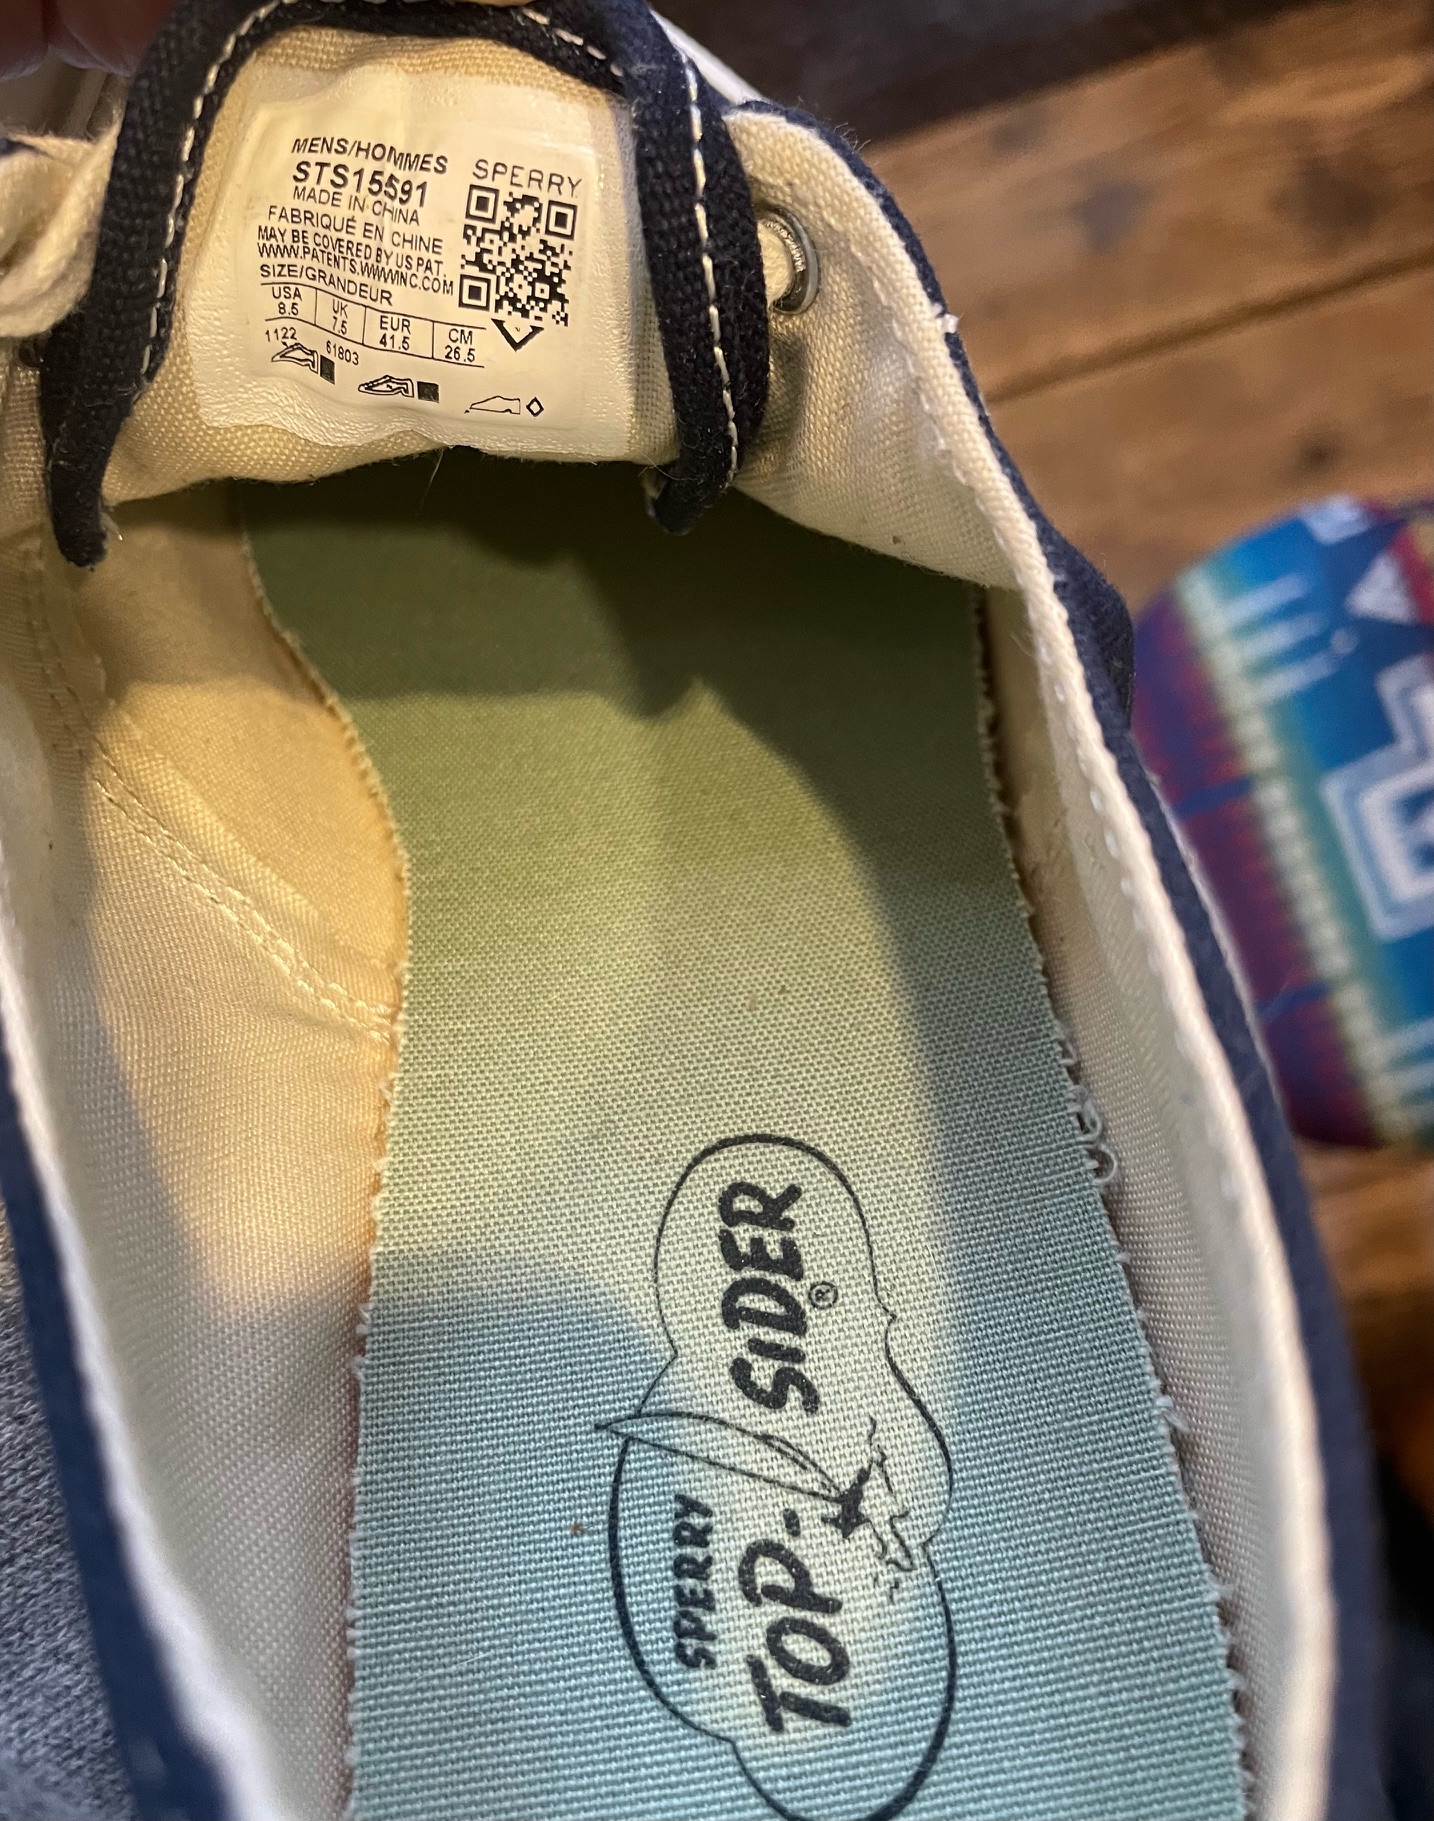 MENS/HOMMES
STS15591
MADE IN CHINA
FABRIQUÉ EN CHINE
MAY BE COVERED BY US PAT.
WWW.PATENTS.WWWINC.COM
SIZE/GRANDEUR
USA UK EUR CM
8.5 7.5 41.5 26.5
1122 61803
SPERRY
SPERRY
TOP-SIDER®